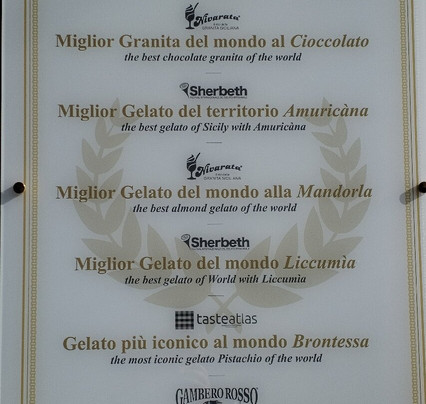 Nivarata
Miglior Granita del mondo al Cioccolato
the best chocolate granita of the world
Sherbeth
Miglior Gelato del territorio Amuricàna
the best gelato of Sicily with Amuricàna
Nivarata
Miglior Gelato del mondo alla Mandorla
the best almond gelato of the world
Sherbeth
Miglior Gelato del mondo Liccumìa
the best gelato of World with Liccumìa
tasteatlas
Gelato più iconico al mondo Brontessa
the most iconic gelato Pistachio of the world
GAMBERO ROSSO